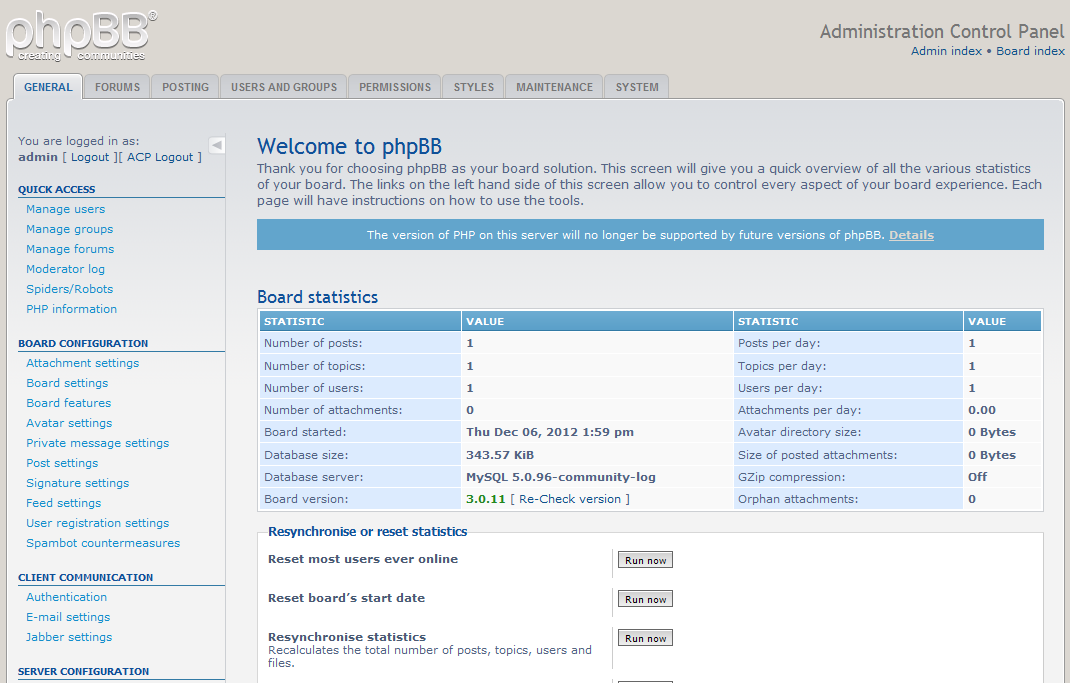 phpBB®
creating communities
Administration Control Panel
Admin index • Board index
GENERAL FORUMS POSTING USERS AND GROUPS PERMISSIONS STYLES MAINTENANCE SYSTEM
You are logged in as:
admin [ Logout ][ ACP Logout ]
QUICK ACCESS
Manage users
Manage groups
Manage forums
Moderator log
Spiders/Robots
PHP information
BOARD CONFIGURATION
Attachment settings
Board settings
Board features
Avatar settings
Private message settings
Post settings
Signature settings
Feed settings
User registration settings
Spambot countermeasures
CLIENT COMMUNICATION
Authentication
E-mail settings
Jabber settings
SERVER CONFIGURATION
Welcome to phpBB
Thank you for choosing phpBB as your board solution. This screen will give you a quick overview of all the various statistics
of your board. The links on the left hand side of this screen allow you to control every aspect of your board experience. Each
page will have instructions on how to use the tools.
The version of PHP on this server will no longer be supported by future versions of phpBB. Details
Board statistics
STATISTIC VALUE STATISTIC VALUE
Number of posts: 1 Posts per day: 1
Number of topics: 1 Topics per day: 1
Number of users: 1 Users per day: 1
Number of attachments: 0 Attachments per day: 0.00
Board started: Thu Dec 06, 2012 1:59 pm Avatar directory size: 0 Bytes
Database size: 343.57 KiB Size of posted attachments: 0 Bytes
Database server: MySQL 5.0.96-community-log GZip compression: Off
Board version: 3.0.11 [ Re-Check version ] Orphan attachments: 0
Resynchronise or reset statistics
Reset most users ever online Run now
Reset board's start date Run now
Resynchronise statistics Run now
Recalculates the total number of posts, topics, users and
files.